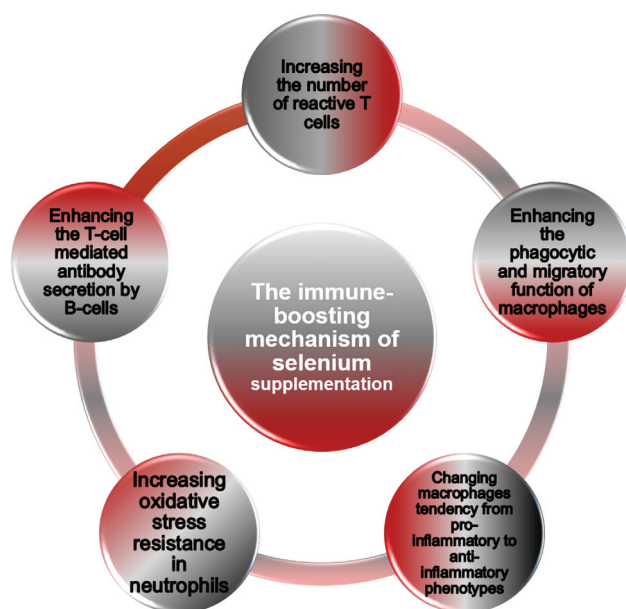 Increasing
the number
of reactive T
cells
Enhancing
the
phagocytic
and migratory
function of
macrophages
Changing
macrophages
tendency from
pro-
inflammatory to
anti-
inflammatory
phenotypes
Increasing
oxidative
stress
resistance
in
neutrophils
Enhancing
the T-cell
mediated
antibody
secretion by
B-cells
The immune-
boosting
mechanism of
selenium
supplementation